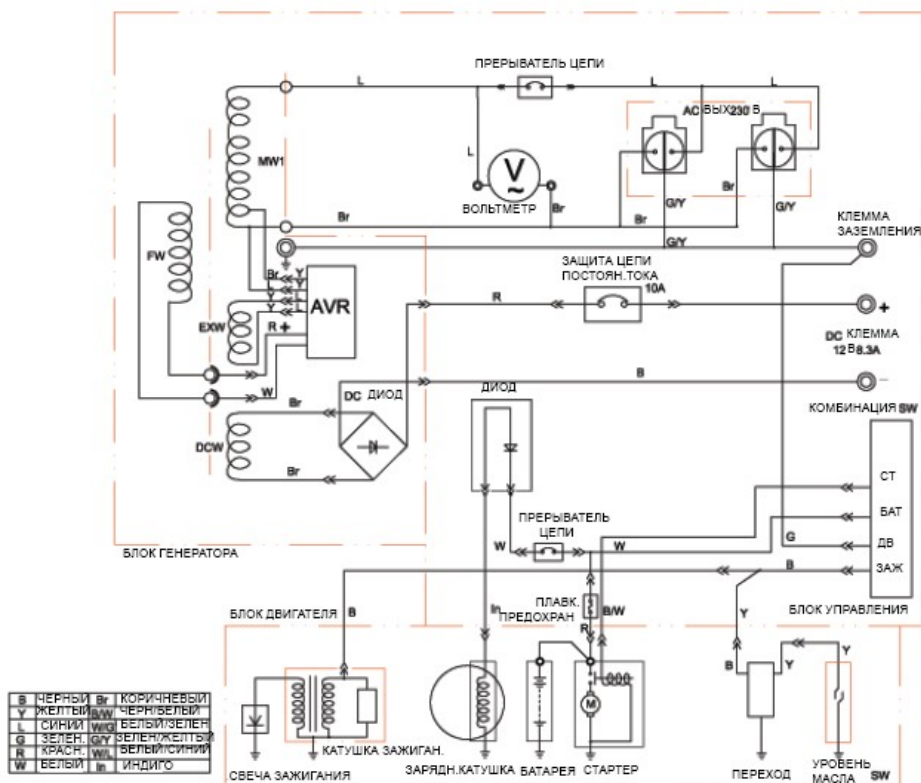 L
ПРЕРЫВАТЕЛЬ ЦЕПИ
L
L
AC ВЫХ230 В
MW1
L
V
~
ВОЛЬТМЕТР
Br
Br
Br
Br
G/Y
G/Y
G/Y
КЛЕММА
ЗАЗЕМЛЕНИЯ
FW
Br
Y
L
Y
Y
L
Y
L
AVR
EXW
R +
W
ЗАЩИТА ЦЕПИ
ПОСТОЯН.ТОКА
10A
R
+
DC КЛЕММА
12 В 8.3А
B
−
DC ДИОД
Br
DCW
Br
ДИОД
КОМБИНАЦИЯ SW
СТ
БАТ
ДВ
ЗАЖ
ПРЕРЫВАТЕЛЬ
ЦЕПИ
W
W
G
B
БЛОК ГЕНЕРАТОРА
БЛОК ДВИГАТЕЛЯ
B
In
ПЛАВК.
ПРЕДОХРАН
B/W
R
Y
БЛОК УПРАВЛЕНИЯ
B
Y
Y
M
B ЧЕРНЫЙ Br КОРИЧНЕВЫЙ
Y ЖЕЛТЫЙ B/W ЧЕРН/БЕЛЫЙ
L СИНИЙ W/G БЕЛЫЙ/ЗЕЛЕН
G ЗЕЛЕН. G/Y ЗЕЛЕН/ЖЕЛТЫЙ
R КРАСН. W/L БЕЛЫЙ/СИНИЙ
W БЕЛЫЙ In ИНДИГО
СВЕЧА ЗАЖИГАНИЯ
КАТУШКА ЗАЖИГАН.
ЗАРЯДН.КАТУШКА
БАТАРЕЯ
СТАРТЕР
ПЕРЕХОД
УРОВЕНЬ
МАСЛА SW